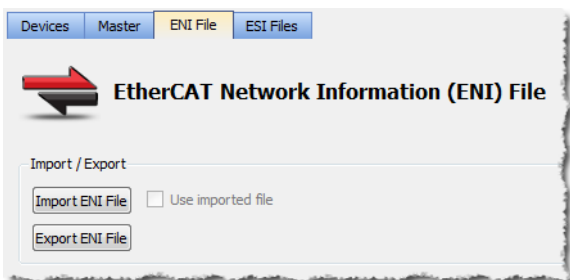 Devices Master ENI File ESI Files
EtherCAT Network Information (ENI) File
Import / Export
Import ENI File Use imported file
Export ENI File